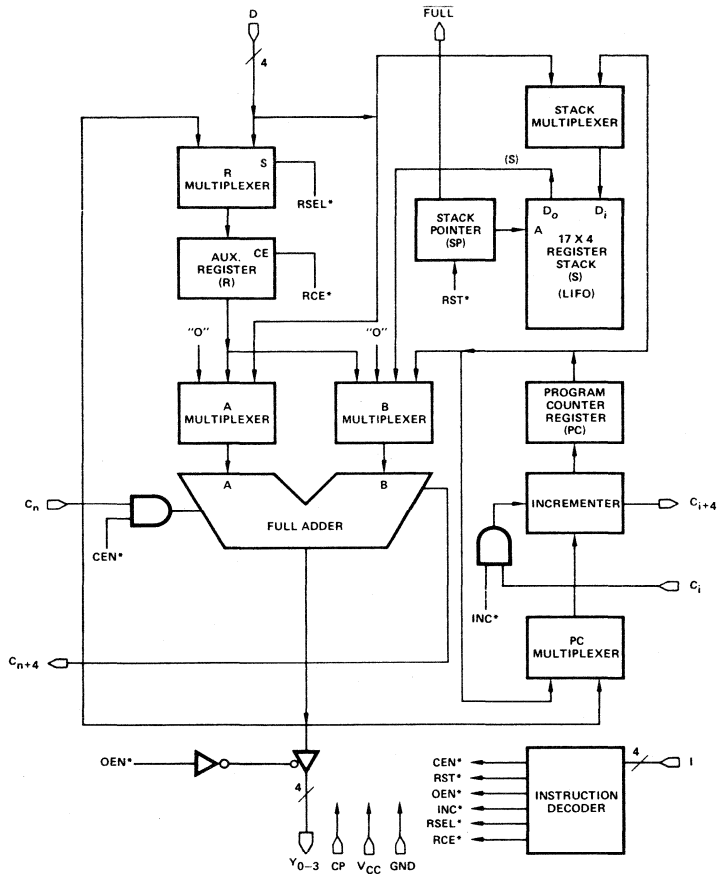 D
FULL
4
STACK
MULTIPLEXER
(S)
S
R
MULTIPLEXER
RSEL*
STACK
POINTER
(SP)
Do
Di
A
17 X 4
REGISTER
STACK
(S)
(LIFO)
CE
AUX.
REGISTER
(R)
RCE*
RST*
"O"
"O"
A
MULTIPLEXER
B
MULTIPLEXER
PROGRAM
COUNTER
REGISTER
(PC)
A
B
Cn
FULL ADDER
INCREMENTER
Ci+4
CEN*
Ci
INC*
PC
MULTIPLEXER
Cn+4
OEN*
4
CEN*
RST*
OEN*
INC*
RSEL*
RCE*
INSTRUCTION
DECODER
4
I
Y0–3
CP
VCC
GND